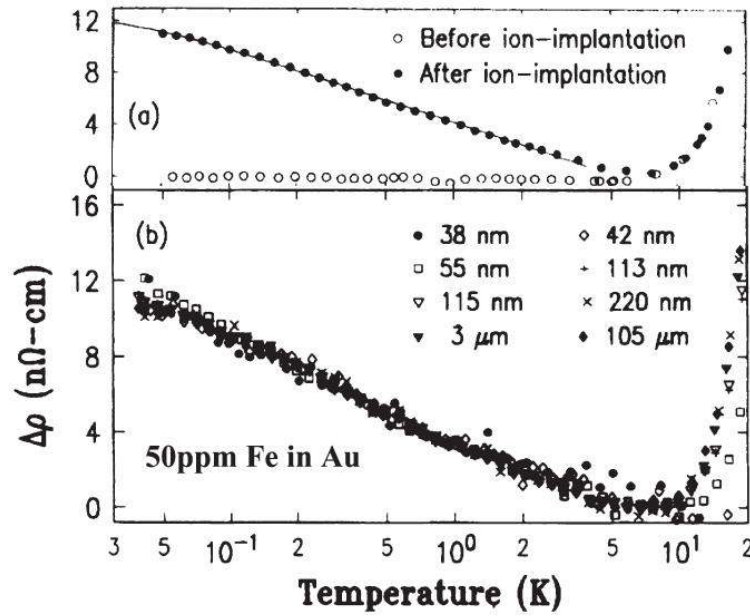 12
Before ion-implantation
8
After ion-implantation
4
(a)
0
16
(b)
38 nm
42 nm
12
55 nm
113 nm
115 nm
220 nm
8
3 μm
105 μm
4
50ppm Fe in Au
0
3 5 10⁻¹ 2 5 10⁰ 2 5 10¹ 20
Temperature (K)
Δρ (nΩ-cm)